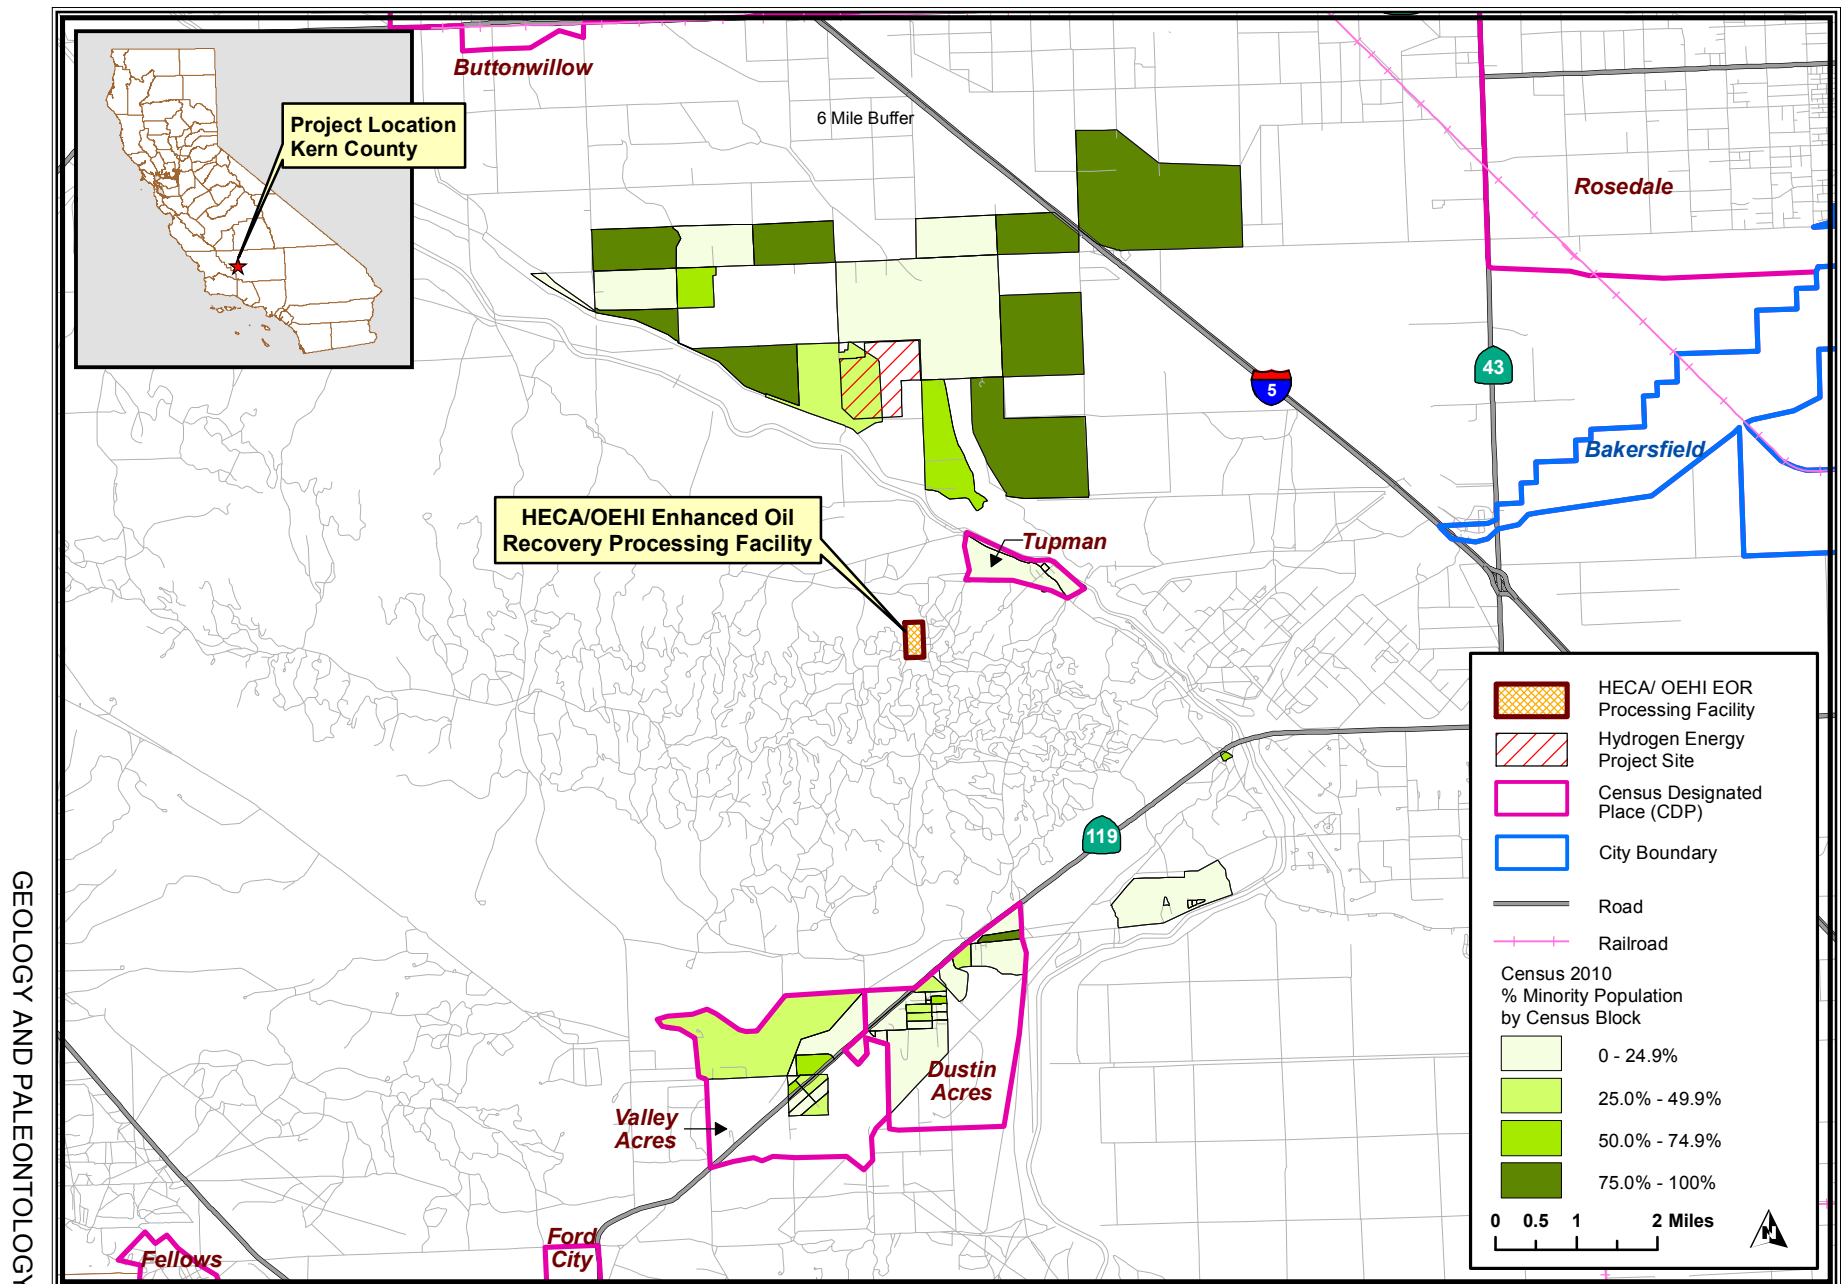 Buttonwillow
Project Location
Kern County
6 Mile Buffer
Rosedale
5
43
Bakersfield
HECA/OEHI Enhanced Oil
Recovery Processing Facility
Tupman
119
Dustin
Acres
Valley
Acres
Ford
City
Fellows
HECA/ OEHI EOR
Processing Facility
Hydrogen Energy
Project Site
Census Designated
Place (CDP)
City Boundary
Road
Railroad
Census 2010
% Minority Population
by Census Block
0 - 24.9%
25.0% - 49.9%
50.0% - 74.9%
75.0% - 100%
0 0.5 1 2 Miles
N
GEOLOGY AND PALEONTOLOGY